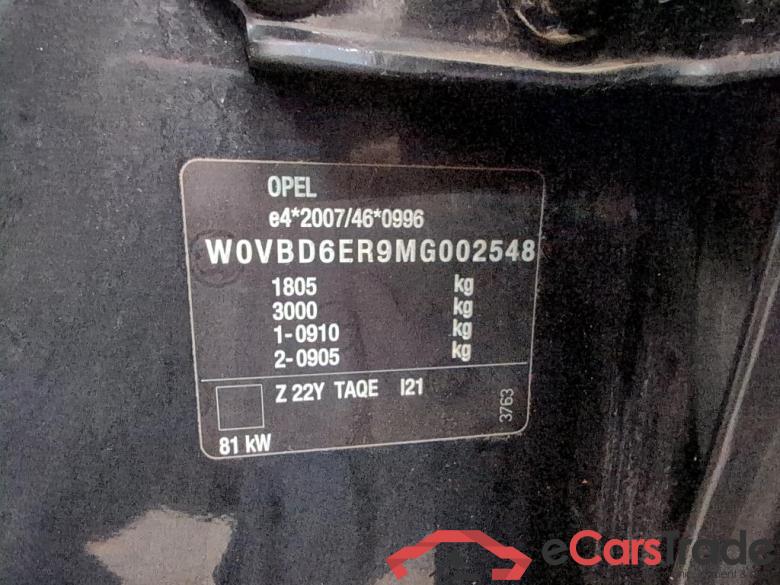 OPEL
e4*2007/46*0996
W0VBD6ER9MG002548
1805 kg
3000 kg
1-0910 kg
2-0905 kg
Z 22Y TAQE I21
3763
81 kW
eCarsTrade